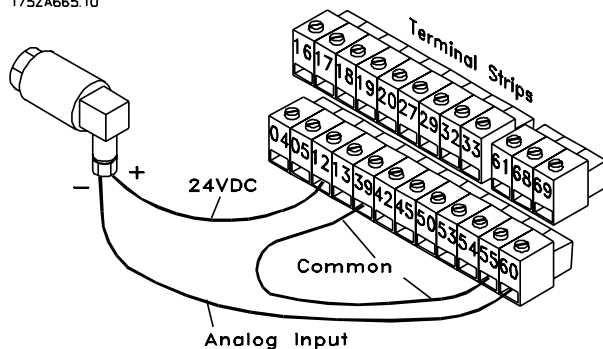 175ZA665.10
Terminal Strips
16 17 18 19 20 27 29 32 33 61 68 69
04 05 12 13 39 42 45 50 53 54 55 60
− +
24VDC
Common
Analog Input